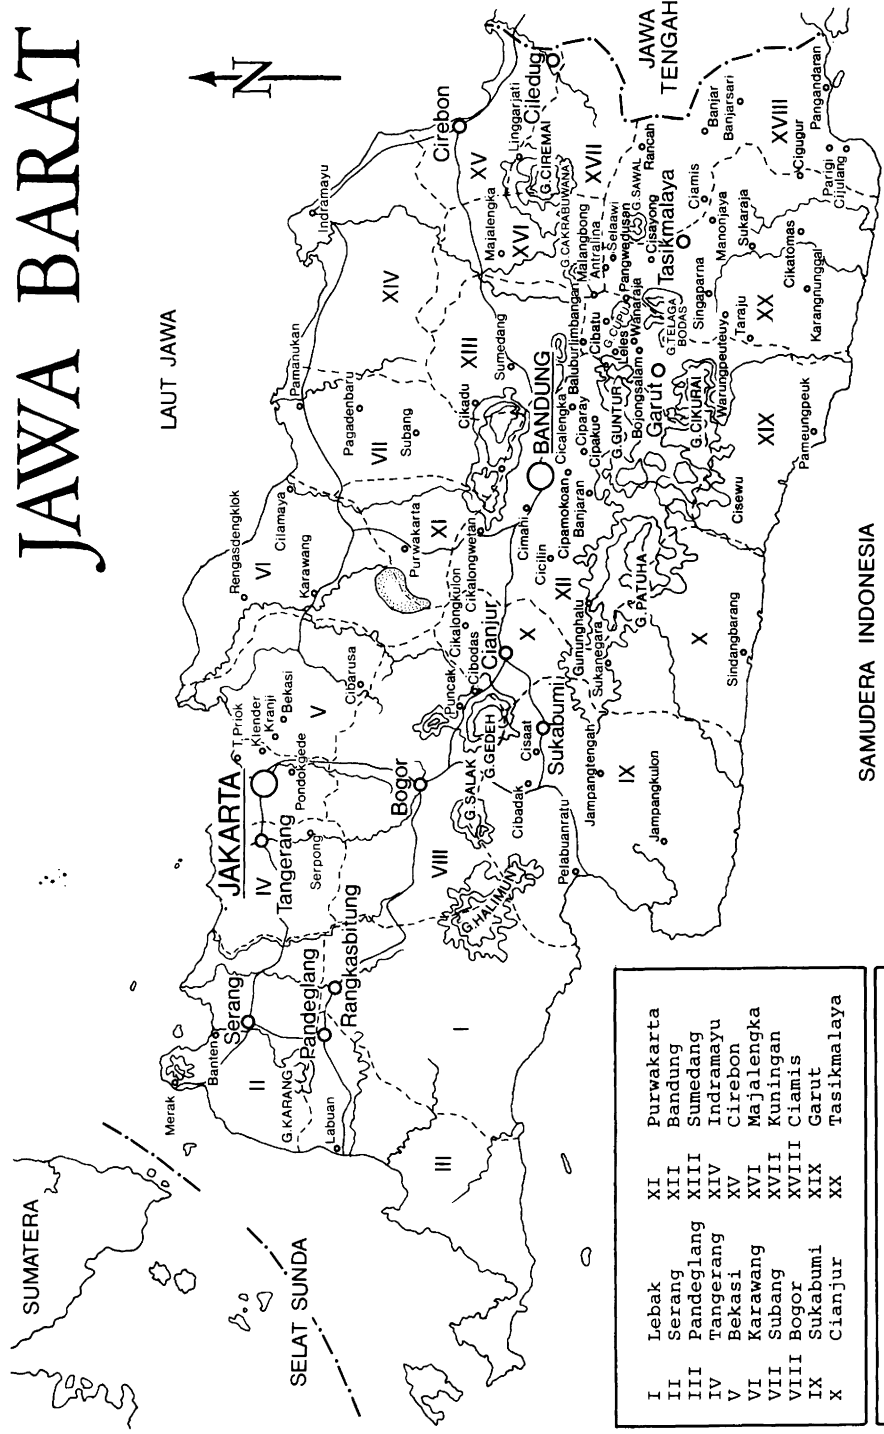 JAWA BARAT
N
LAUT JAWA
SUMATERA
SELAT SUNDA
SAMUDERA INDONESIA
JAWA
TENGAH
Merak
Banten
Serang
II
G.KARANG
Pandeglang
Labuan
Rangkasbitung
I
III
JAKARTA
T. Priok
Klender
Kranji
Bekasi
Pondokgede
IV
Tangerang
Serpong
V
Cibarusa
Bogor
VIII
G.SALAK
G.HALIMUN
G.GEDEH
Puncak
Cibodas
Cikalongkulon
Cikalongwetan
Cianjur
Cisaat
Cibadak
Sukabumi
Pelabuanratu
Jampangtengah
IX
Jampangkulon
Rengasdengklok
VI
Cilamaya
Karawang
Purwakarta
XI
X
XII
Cimahi
Cicilin
Cipamokoan
Banjaran
Gununghalu
Sukanegara
G.PATUHA
X
Sindangbarang
Pamanukan
Pagadenbaru
VII
Subang
Cikadu
XIII
Sumedang
BANDUNG
Cicalengka
Ciparay
Cipaku
Baluburlimbangan
Cibatu
G.CUPU
Leles
Wanaraja
Bojongsalam
G.GUNTUR
Garut
G.TELAGA
BODAS
G.CIKURAI
Warungpeuteuy
Cisewu
XIX
Pameungpeuk
Indramayu
XIV
Cirebon
XV
Linggarjati
Ciledug
Majalengka
XVI
G.CIREMAI
G.CAKRABUWANA
XVII
Malangbong
Antralina
Selaawi
Pangwedusan
G.SAWAL
Cisayong
Rancah
Tasikmalaya
Ciamis
Manonjaya
Singaparna
Sukaraja
Taraju
XX
Cikatomas
Karangnunggal
Banjar
Banjarsari
XVIII
Cigugur
Pangandaran
Parigi
Cijulang
I Lebak XI Purwakarta
II Serang XII Bandung
III Pandeglang XIII Sumedang
IV Tangerang XIV Indramayu
V Bekasi XV Cirebon
VI Karawang XVI Majalengka
VII Subang XVII Kuningan
VIII Bogor XVIII Ciamis
IX Sukabumi XIX Garut
X Cianjur XX Tasikmalaya